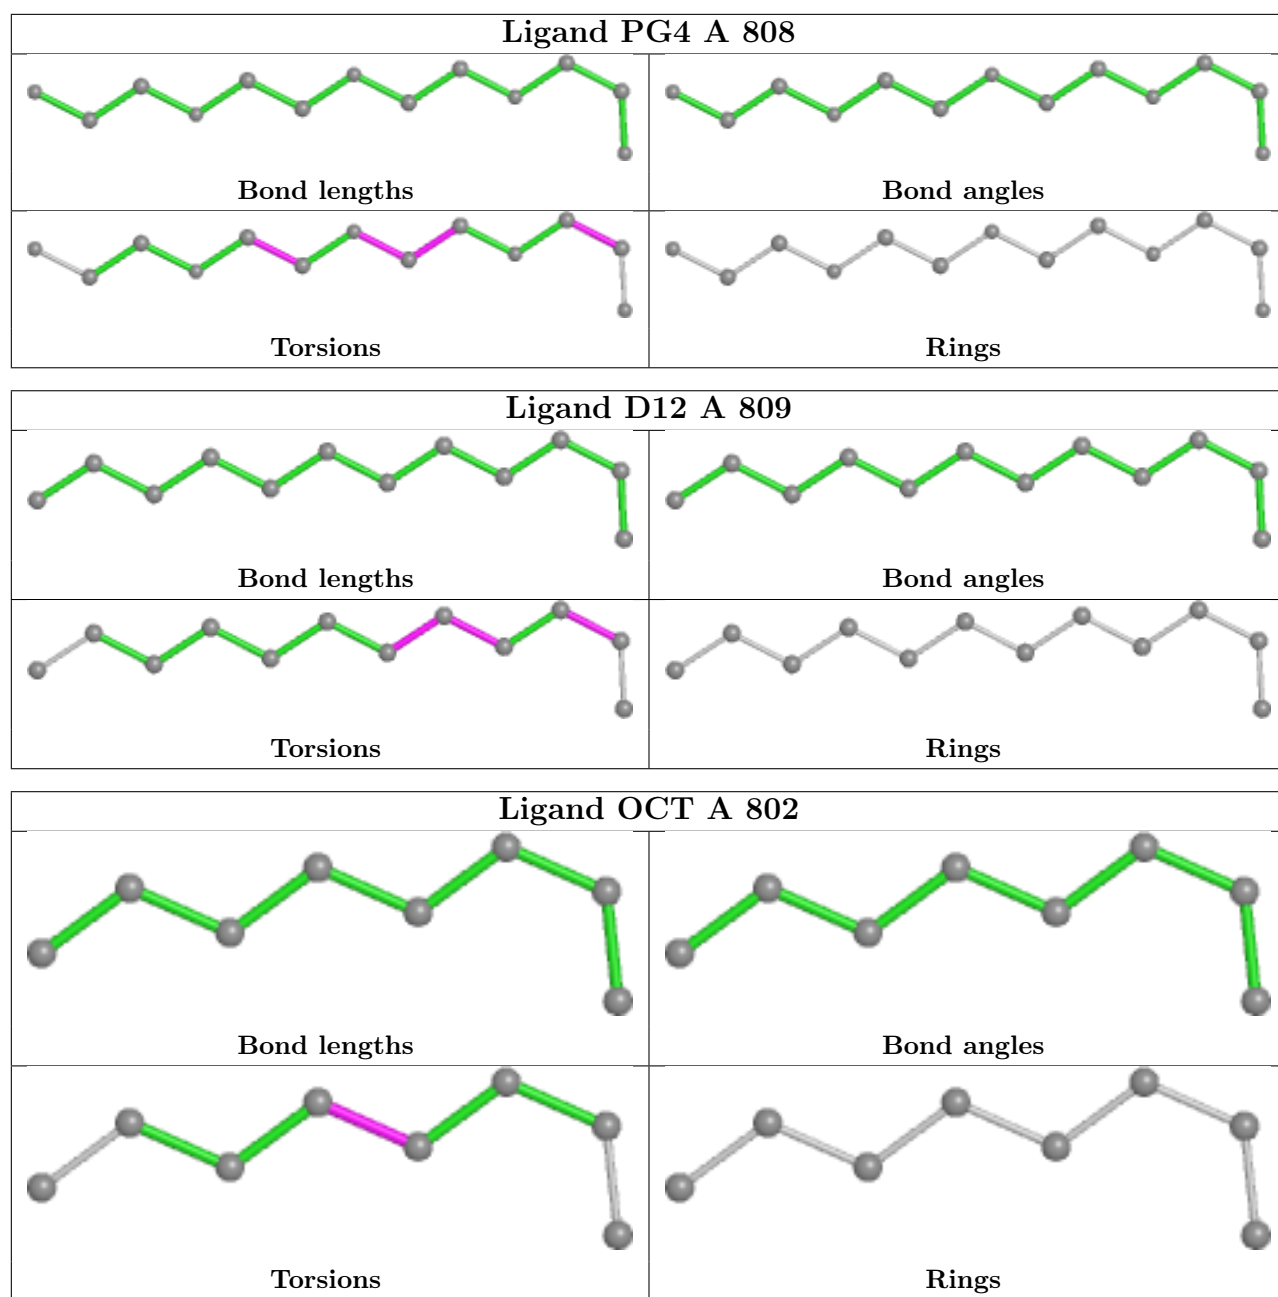 Ligand PG4 A 808
Bond lengths
Bond angles
Torsions
Rings
Ligand D12 A 809
Bond lengths
Bond angles
Torsions
Rings
Ligand OCT A 802
Bond lengths
Bond angles
Torsions
Rings